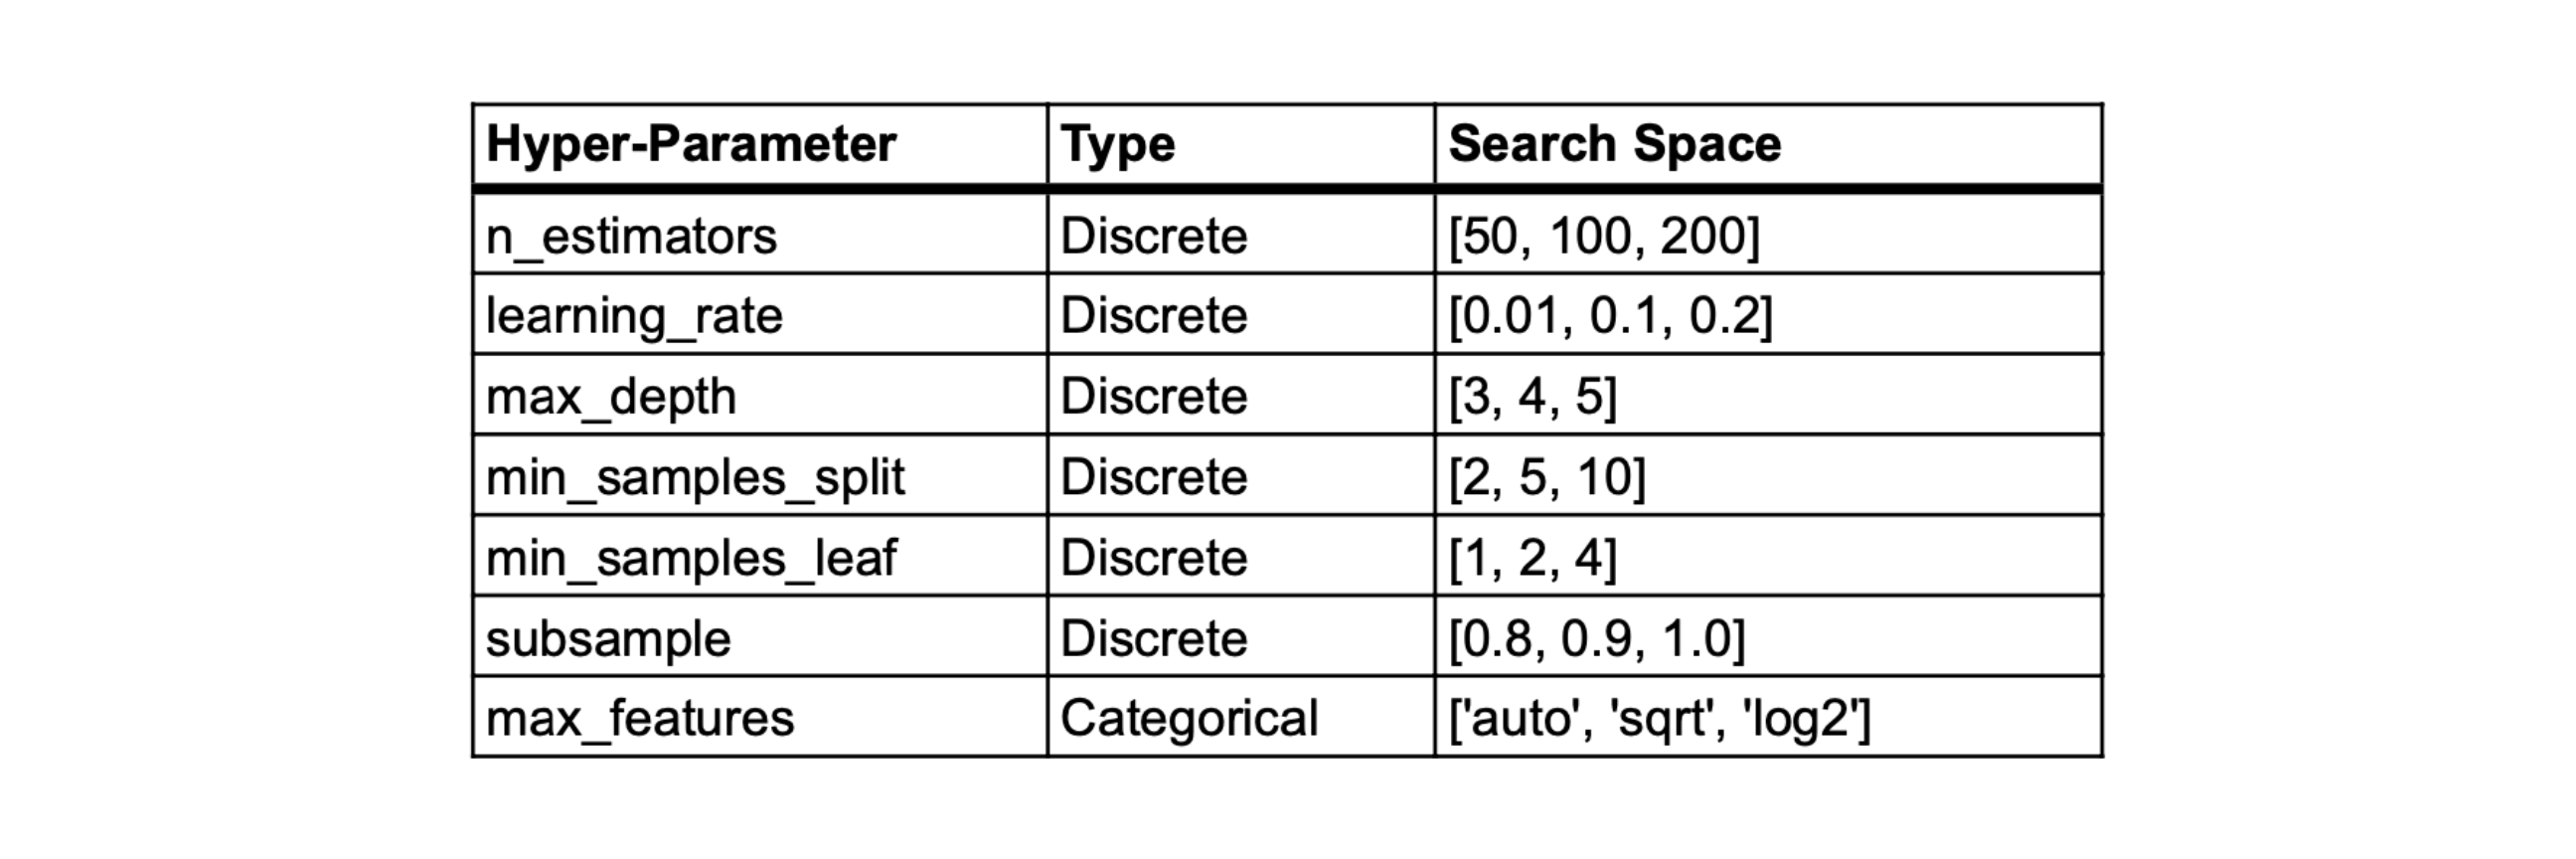 Hyper-Parameter Type Search Space
n_estimators Discrete [50, 100, 200]
learning_rate Discrete [0.01, 0.1, 0.2]
max_depth Discrete [3, 4, 5]
min_samples_split Discrete [2, 5, 10]
min_samples_leaf Discrete [1, 2, 4]
subsample Discrete [0.8, 0.9, 1.0]
max_features Categorical ['auto', 'sqrt', 'log2']